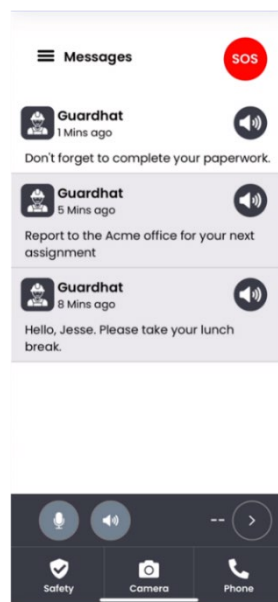 Messages
SOS
Guardhat
1 Mins ago
Don't forget to complete your paperwork.
Guardhat
5 Mins ago
Report to the Acme office for your next
assignment
Guardhat
8 Mins ago
Hello, Jesse. Please take your lunch
break.
--
Safety
Camera
Phone